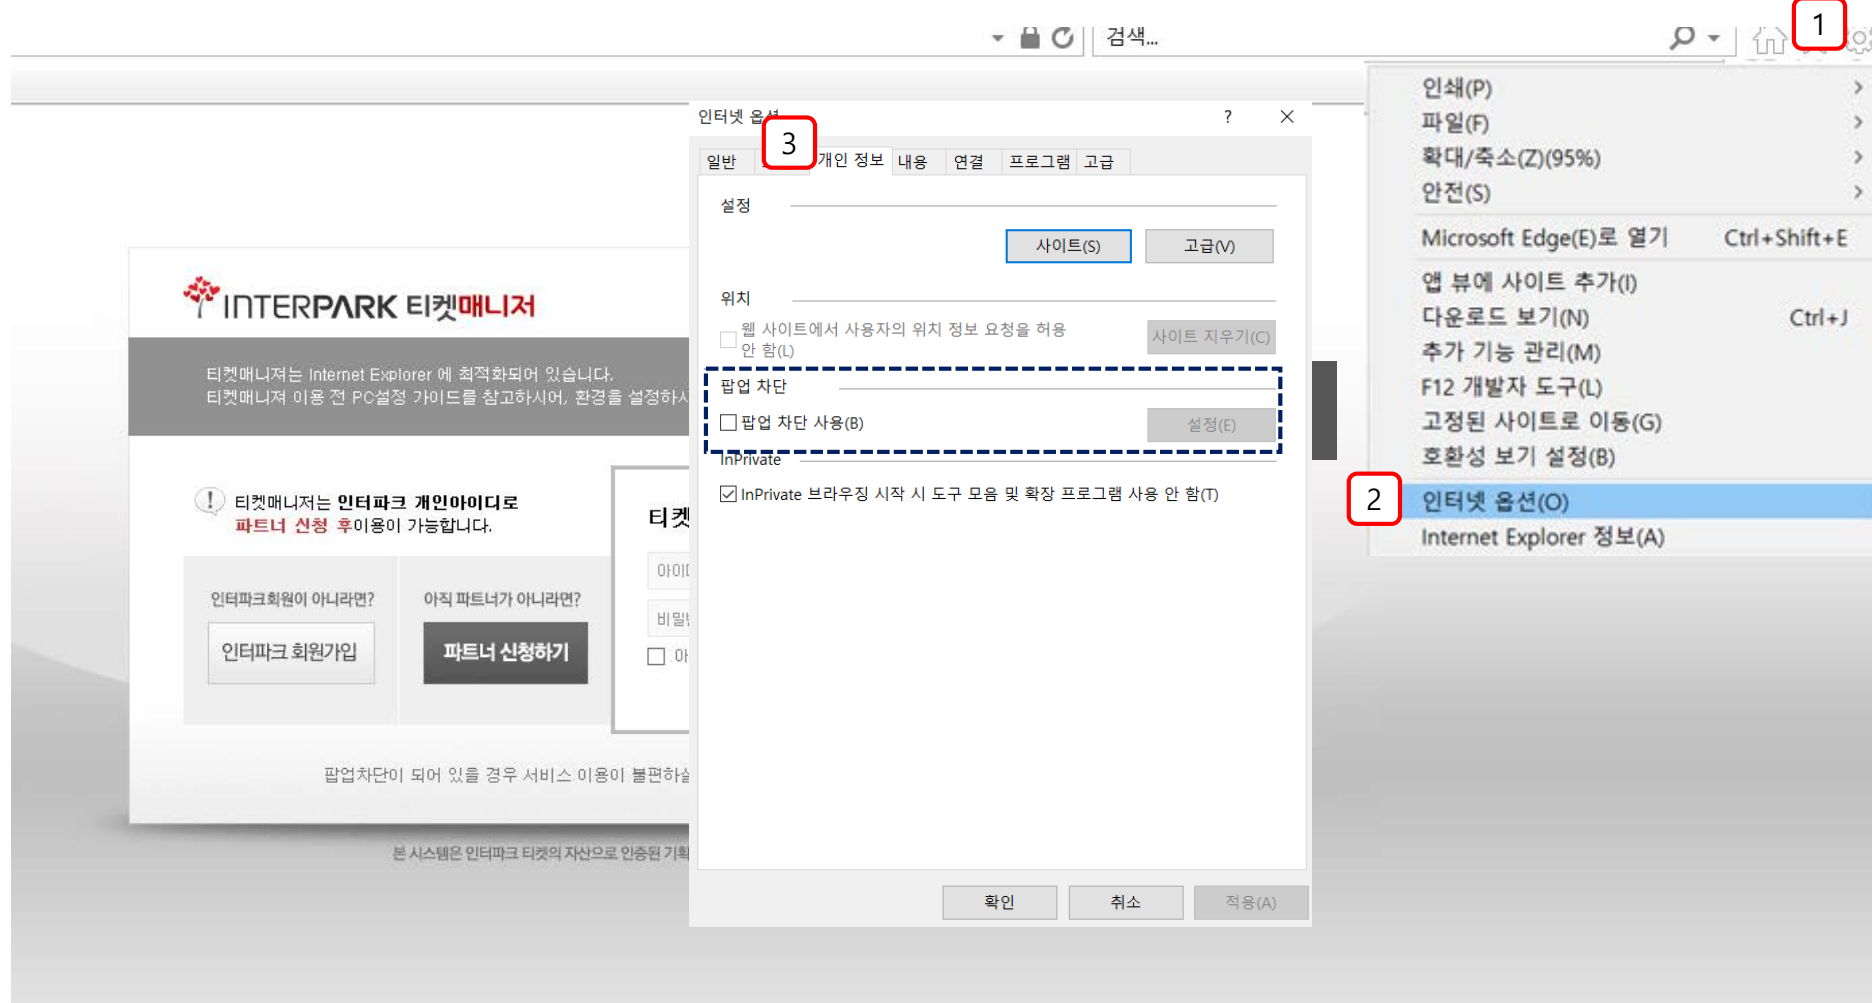 검색...
1
인쇄(P)
파일(F)
확대/축소(Z)(95%)
안전(S)
Microsoft Edge(E)로 열기 Ctrl+Shift+E
앱 뷰에 사이트 추가(I)
다운로드 보기(N) Ctrl+J
추가 기능 관리(M)
F12 개발자 도구(L)
고정된 사이트로 이동(G)
호환성 보기 설정(B)
2
인터넷 옵션(O)
Internet Explorer 정보(A)
인터넷 옵션
?
3
일반
개인 정보
내용
연결
프로그램
고급
설정
사이트(S)
고급(V)
위치
웹 사이트에서 사용자의 위치 정보 요청을 허용
안 함(L)
사이트 지우기(C)
팝업 차단
팝업 차단 사용(B)
설정(E)
InPrivate
InPrivate 브라우징 시작 시 도구 모음 및 확장 프로그램 사용 안 함(T)
확인
취소
적용(A)
INTERPARK 티켓매니저
티켓매니져는 Internet Explorer 에 최적화되어 있습니다.
티켓매니져 이용 전 PC설정 가이드를 참고하시어, 환경을 설정하시
티켓매니저는 인터파크 개인아이디로
파트너 신청 후이용이 가능합니다.
인터파크회원이 아니라면?
인터파크 회원가입
아직 파트너가 아니라면?
파트너 신청하기
티켓
아이
비밀
아
팝업차단이 되어 있을 경우 서비스 이용이 불편하실
본 시스템은 인터파크 티켓의 자산으로 인증된 기획